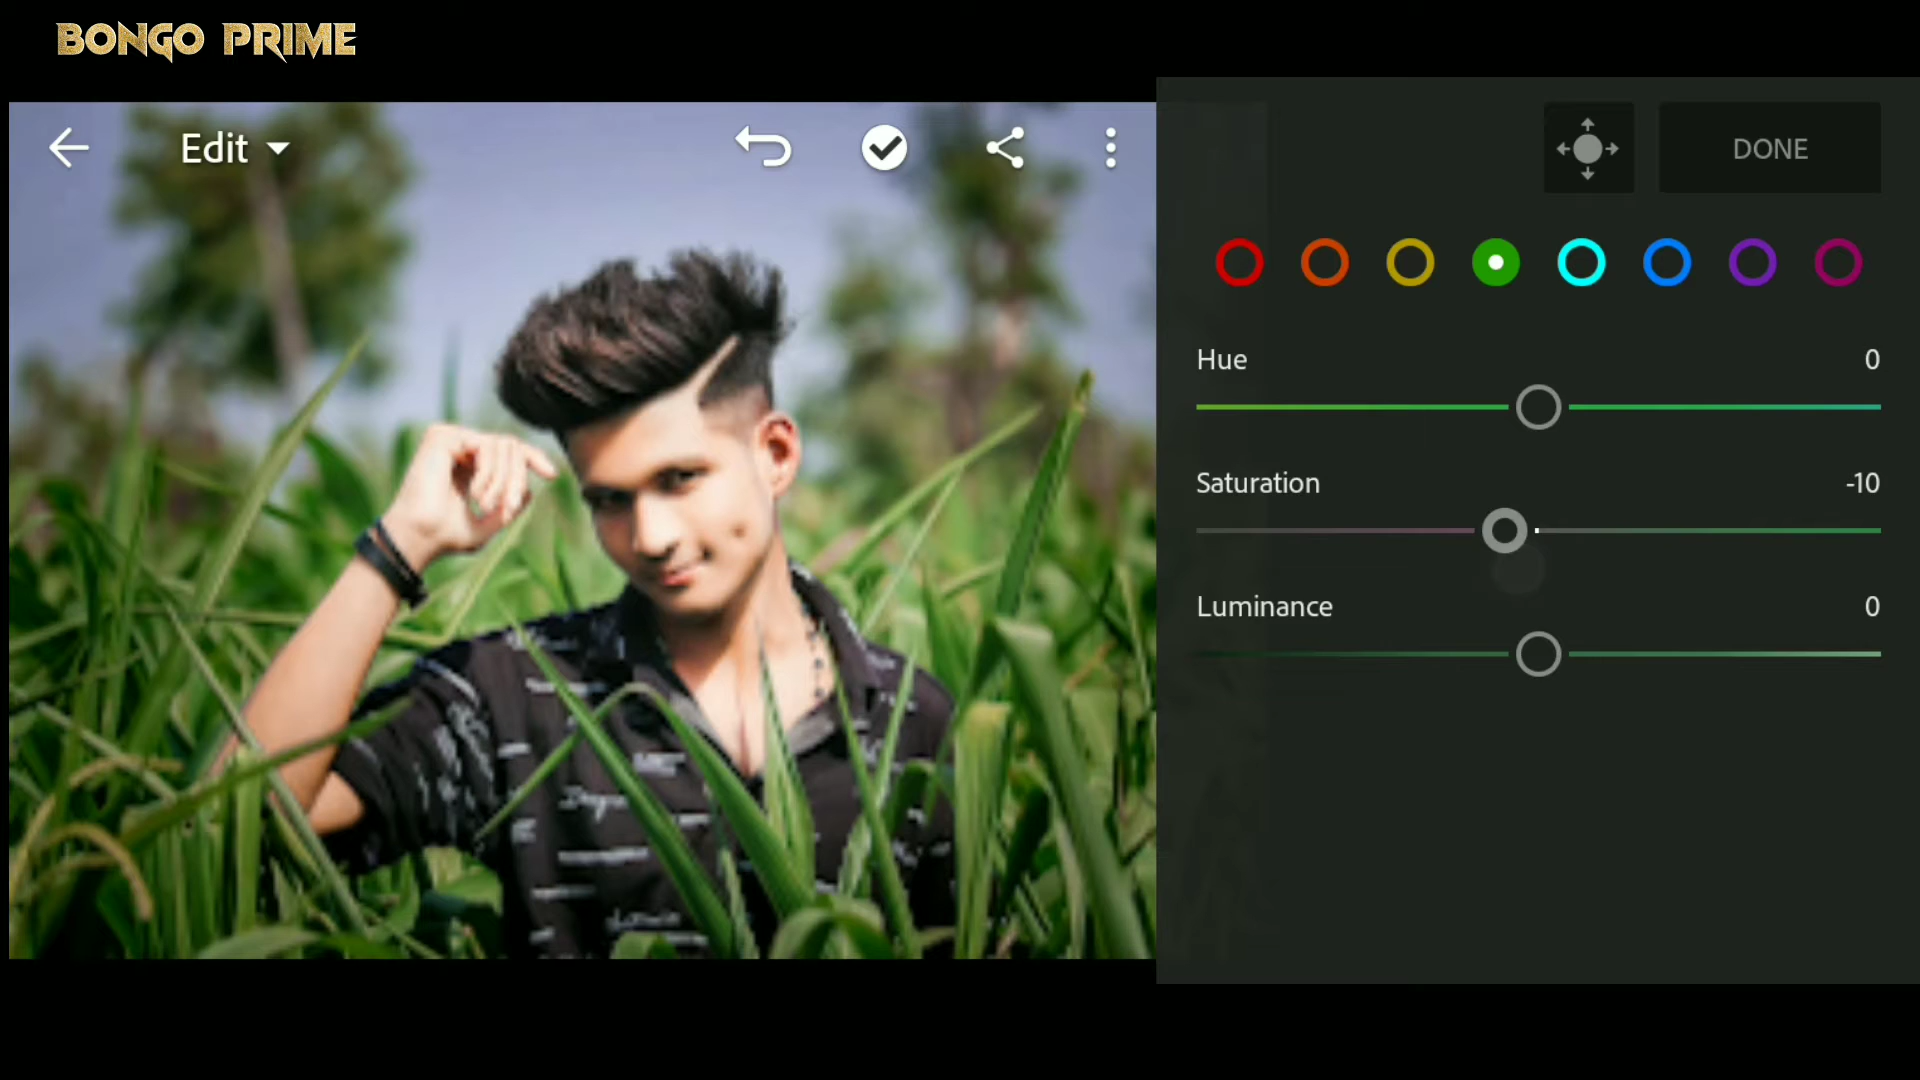 BONGO PRIME
Edit
DONE
Hue 0
Saturation -10
Luminance 0